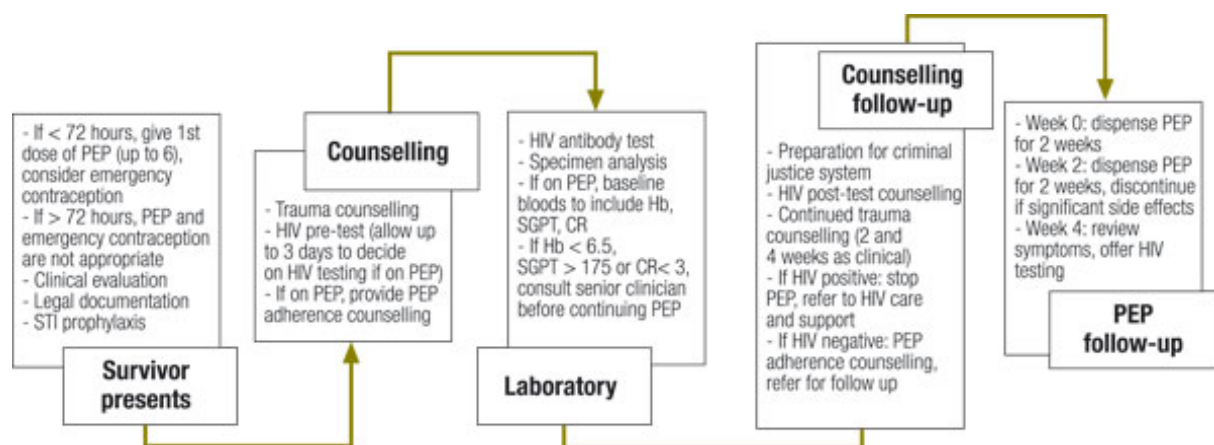 - If < 72 hours, give 1st
dose of PEP (up to 6),
consider emergency
contraception
- If > 72 hours, PEP and
emergency contraception
are not appropriate
- Clinical evaluation
- Legal documentation
- STI prophylaxis
Survivor
presents
Counselling
- Trauma counselling
- HIV pre-test (allow up
to 3 days to decide
on HIV testing if on PEP)
- If on PEP, provide PEP
adherence counselling
- HIV antibody test
- Specimen analysis
- If on PEP, baseline
bloods to include Hb,
SGPT, CR
- If Hb < 6.5,
SGPT > 175 or CR< 3,
consult senior clinician
before continuing PEP
Laboratory
Counselling
follow-up
- Preparation for criminal
justice system
- HIV post-test counselling
- Continued trauma
counselling (2 and
4 weeks as clinical)
- If HIV positive: stop
PEP, refer to HIV care
and support
- If HIV negative: PEP
adherence counselling,
refer for follow up
- Week 0: dispense PEP
for 2 weeks
- Week 2: dispense PEP
for 2 weeks, discontinue
if significant side effects
- Week 4: review
symptoms, offer HIV
testing
PEP
follow-up